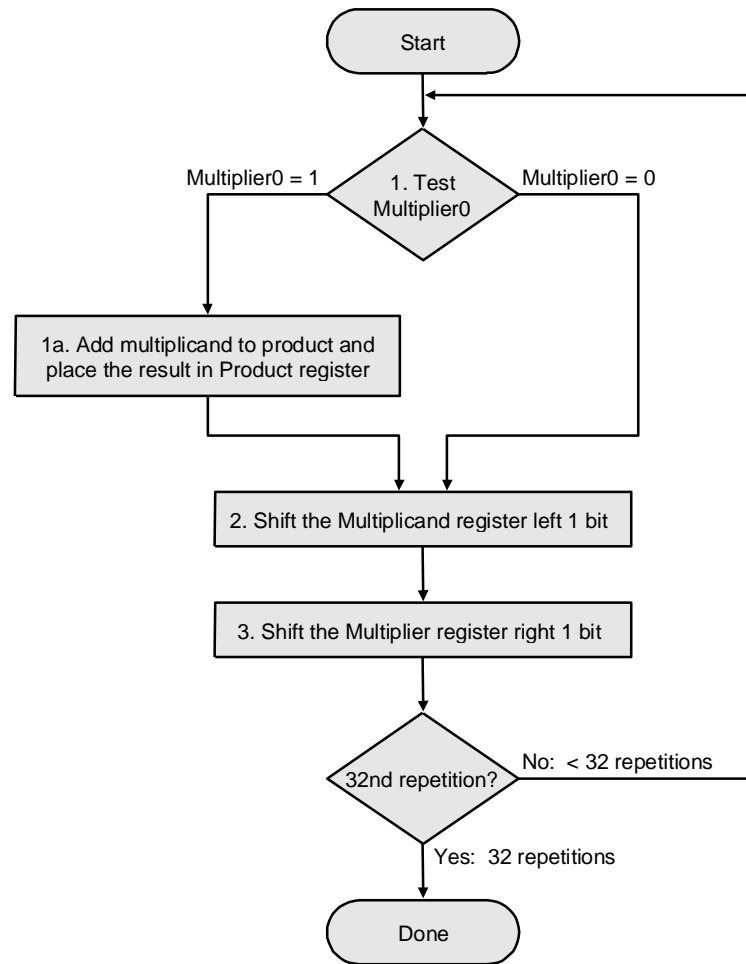 Start
Multiplier0 = 1
1. Test
Multiplier0
Multiplier0 = 0
1a. Add multiplicand to product and
place the result in Product register
2. Shift the Multiplicand register left 1 bit
3. Shift the Multiplier register right 1 bit
32nd repetition?
No: < 32 repetitions
Yes: 32 repetitions
Done